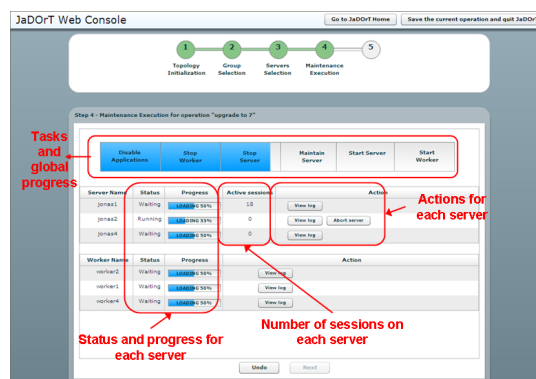 JaDOrT Web Console
Go to JaDOrT Home
Save the current operation and quit JaDOrT
1 2 3 4 5
Topology Initialization
Group Selection
Servers Selection
Maintenance Execution
Step 4 - Maintenance Execution for operation "upgrade to 7"
Tasks and global progress
Disable Applications
Stop Worker
Stop Server
Maintain Server
Start Server
Start Worker
Server Name Status Progress Active sessions Action
jonas1 Waiting LOADING 50% 18 View log
jonas2 Running LOADING 33% 0 View log Abort server
jonas4 Waiting LOADING 50% 0 View log
Actions for each server
Worker Name Status Progress Action
worker2 Waiting LOADING 50% View log
worker1 Waiting LOADING 50% View log
worker4 Waiting LOADING 50% View log
Status and progress for each server
Number of sessions on each server
Undo
Next